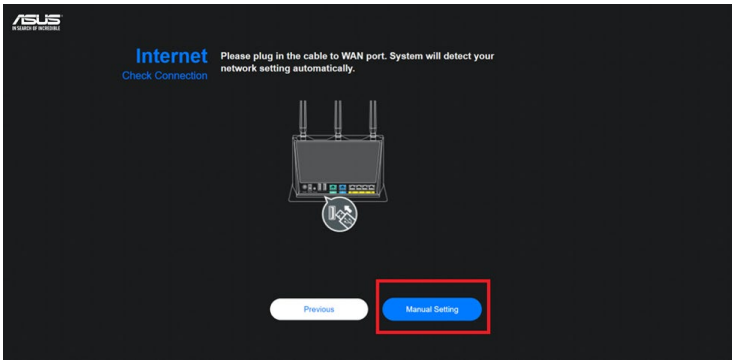 ASUS
IN SEARCH OF INCREDIBLE
Internet
Check Connection
Please plug in the cable to WAN port. System will detect your
network setting automatically.
Previous
Manual Setting